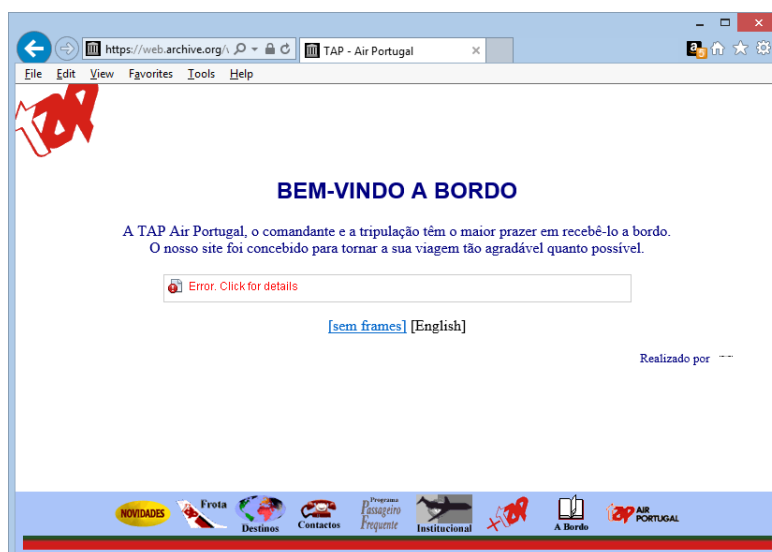 https://web.archive.org/
TAP - Air Portugal
File Edit View Favorites Tools Help
TAP
BEM-VINDO A BORDO
A TAP Air Portugal, o comandante e a tripulação têm o maior prazer em recebê-lo a bordo.
O nosso site foi concebido para tornar a sua viagem tão agradável quanto possível.
Error. Click for details
[sem frames] [English]
Realizado por
NOVIDADES
Frota
Destinos
Contactos
Programa
Passageiro
Frequente
Institucional
+TAP
A Bordo
TAP AIR
PORTUGAL